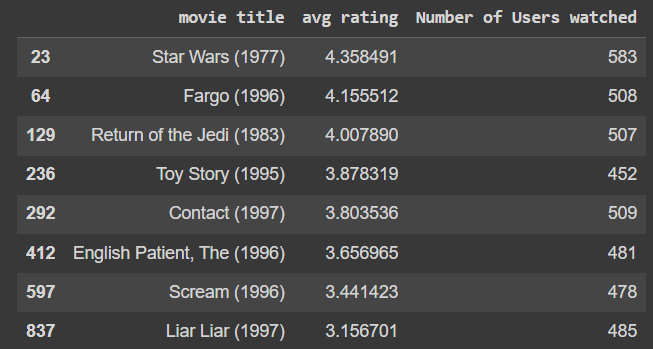 movie title avg rating Number of Users watched
23 Star Wars (1977) 4.358491 583
64 Fargo (1996) 4.155512 508
129 Return of the Jedi (1983) 4.007890 507
236 Toy Story (1995) 3.878319 452
292 Contact (1997) 3.803536 509
412 English Patient, The (1996) 3.656965 481
597 Scream (1996) 3.441423 478
837 Liar Liar (1997) 3.156701 485